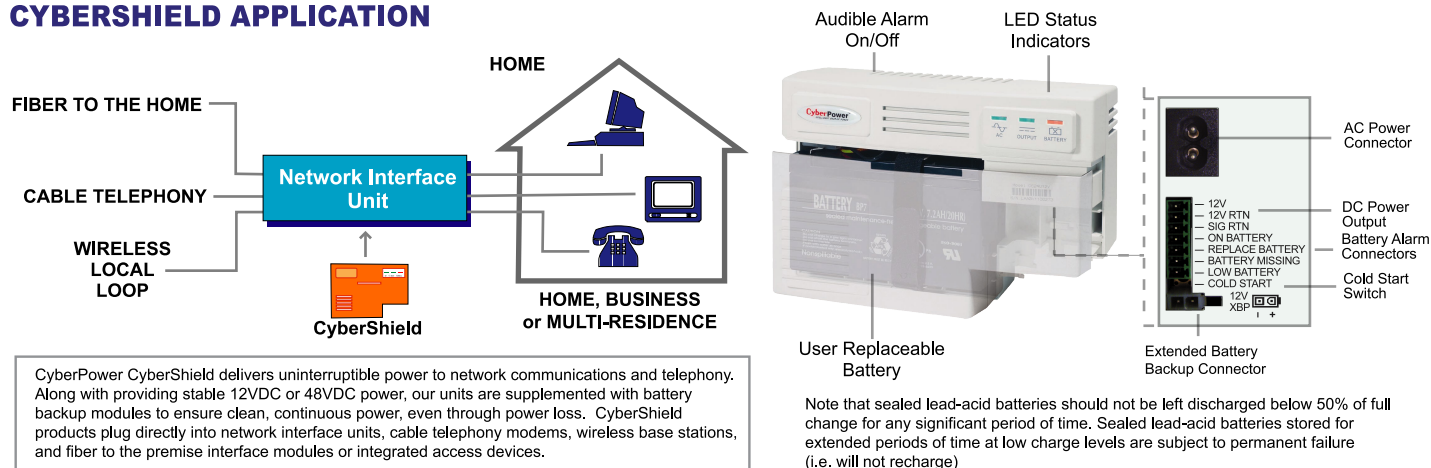 CYBERSHIELD APPLICATION
FIBER TO THE HOME
CABLE TELEPHONY
WIRELESS
LOCAL
LOOP
Network Interface
Unit
CyberShield
HOME
HOME, BUSINESS
or MULTI-RESIDENCE
CyberPower CyberShield delivers uninterruptible power to network communications and telephony.
Along with providing stable 12VDC or 48VDC power, our units are supplemented with battery
backup modules to ensure clean, continuous power, even through power loss. CyberShield
products plug directly into network interface units, cable telephony modems, wireless base stations,
and fiber to the premise interface modules or integrated access devices.
Audible Alarm
On/Off
LED Status
Indicators
CyberPower
AC
OUTPUT
BATTERY
BATTERY
7.2AH(20HR)
Nonspillable
User Replaceable
Battery
12V
12V RTN
SIG RTN
ON BATTERY
REPLACE BATTERY
BATTERY MISSING
LOW BATTERY
COLD START
12V
XBP
- +
AC Power
Connector
DC Power
Output
Battery Alarm
Connectors
Cold Start
Switch
Extended Battery
Backup Connector
Note that sealed lead-acid batteries should not be left discharged below 50% of full
change for any significant period of time. Sealed lead-acid batteries stored for
extended periods of time at low charge levels are subject to permanent failure
(i.e. will not recharge)